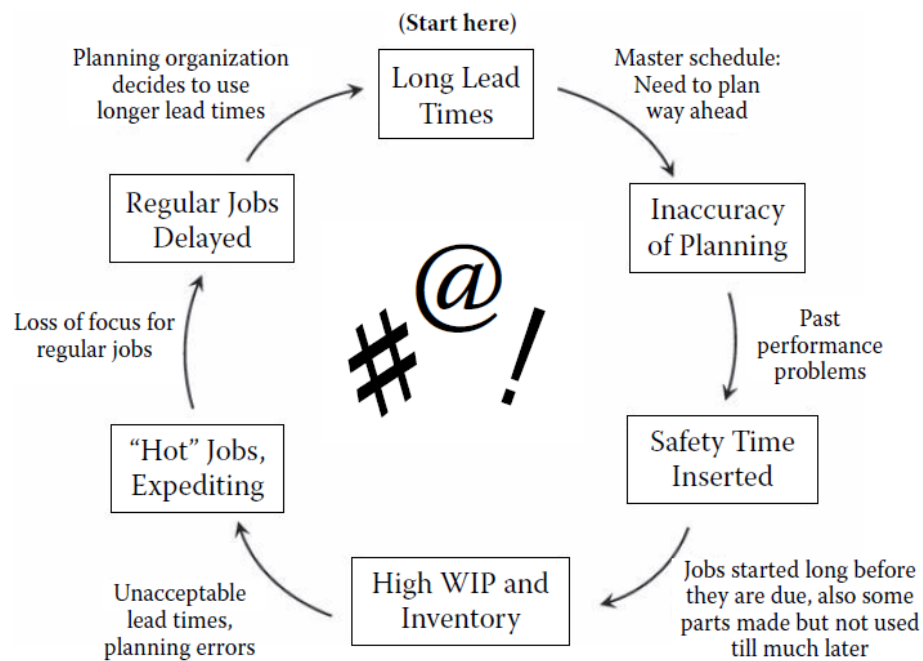 (Start here)
Long Lead
Times
Master schedule:
Need to plan
way ahead
Inaccuracy
of Planning
Past
performance
problems
Safety Time
Inserted
Jobs started long before
they are due, also some
parts made but not used
till much later
High WIP and
Inventory
Unacceptable
lead times,
planning errors
“Hot” Jobs,
Expediting
Loss of focus for
regular jobs
Regular Jobs
Delayed
Planning organization
decides to use
longer lead times
#@!